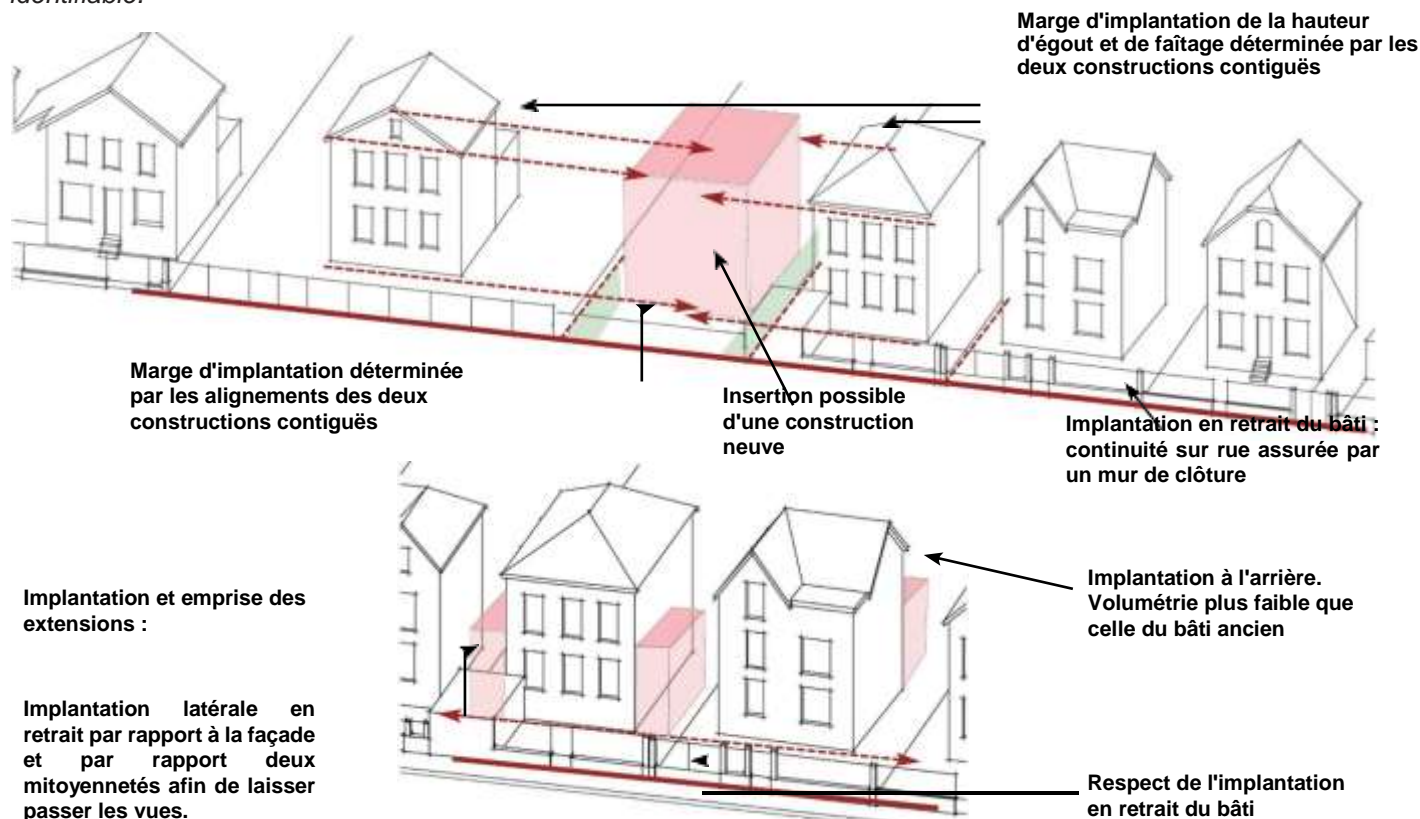 identifiable.
Marge d'implantation de la hauteur
d'égout et de faîtage déterminée par les
deux constructions contiguës
Marge d'implantation déterminée
par les alignements des deux
constructions contiguës
Insertion possible
d'une construction
neuve
Implantation en retrait du bâti :
continuité sur rue assurée par
un mur de clôture
Implantation et emprise des
extensions :
Implantation latérale en
retrait par rapport à la façade
et par rapport deux
mitoyennetés afin de laisser
passer les vues.
Implantation à l'arrière.
Volumétrie plus faible que
celle du bâti ancien
Respect de l'implantation
en retrait du bâti